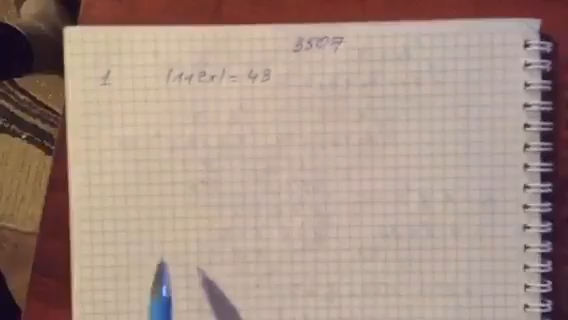 3507
1 |1+2x| = 43